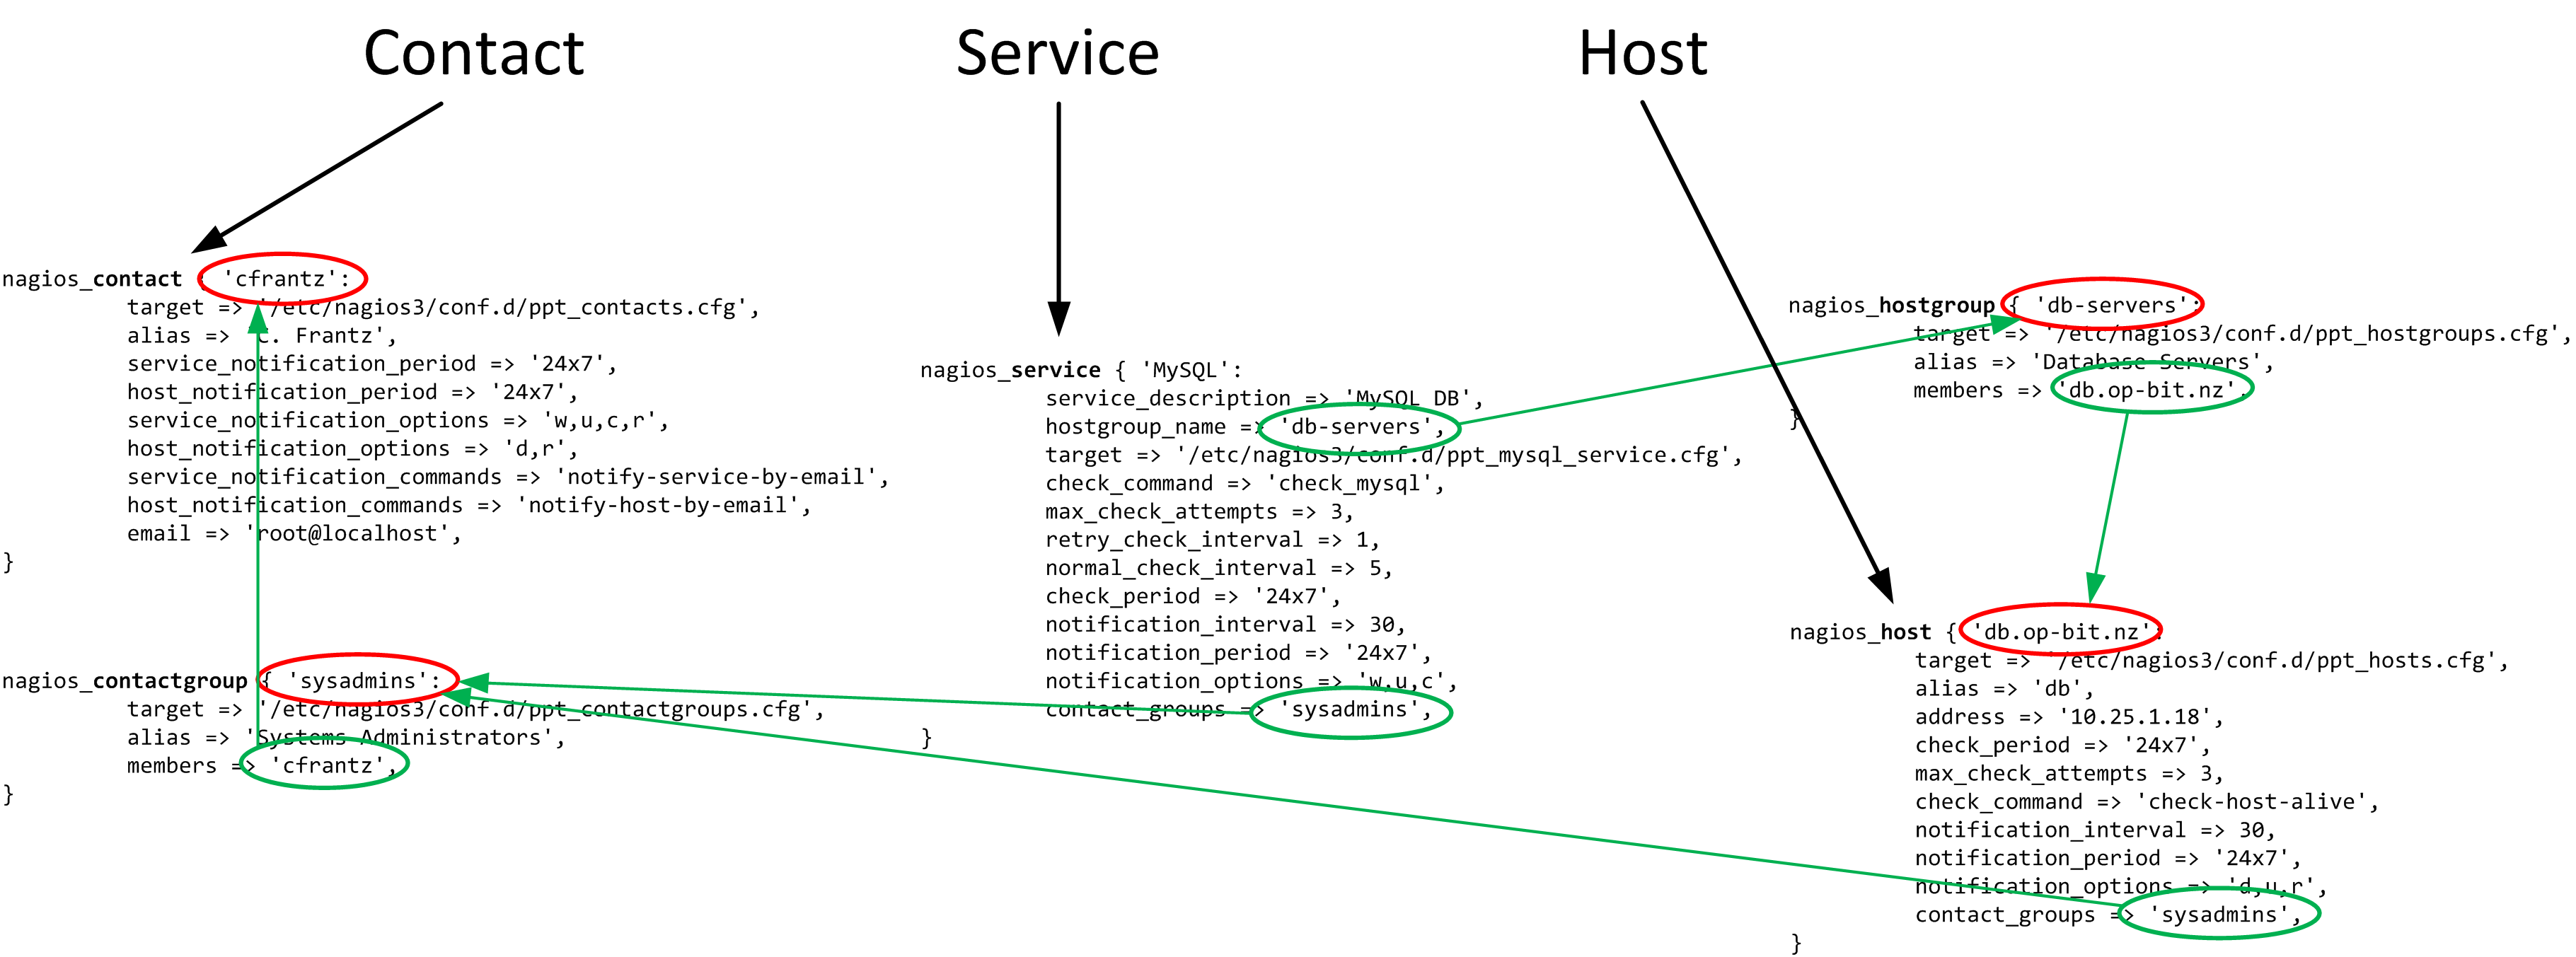 Contact
Service
Host
nagios_contact { 'cfrantz':
target => '/etc/nagios3/conf.d/ppt_contacts.cfg',
alias => 'C. Frantz',
service_notification_period => '24x7',
host_notification_period => '24x7',
service_notification_options => 'w,u,c,r',
host_notification_options => 'd,r',
service_notification_commands => 'notify-service-by-email',
host_notification_commands => 'notify-host-by-email',
email => 'root@localhost',
}
nagios_contactgroup { 'sysadmins':
target => '/etc/nagios3/conf.d/ppt_contactgroups.cfg',
alias => 'Systems Administrators',
members => 'cfrantz',
}
nagios_service { 'MySQL':
service_description => 'MySQL DB',
hostgroup_name => 'db-servers',
target => '/etc/nagios3/conf.d/ppt_mysql_service.cfg',
check_command => 'check_mysql',
max_check_attempts => 3,
retry_check_interval => 1,
normal_check_interval => 5,
check_period => '24x7',
notification_interval => 30,
notification_period => '24x7',
notification_options => 'w,u,c',
contact_groups => 'sysadmins',
}
nagios_hostgroup { 'db-servers':
target => '/etc/nagios3/conf.d/ppt_hostgroups.cfg',
alias => 'Database Servers',
members => 'db.op-bit.nz',
}
nagios_host { 'db.op-bit.nz':
target => '/etc/nagios3/conf.d/ppt_hosts.cfg',
alias => 'db',
address => '10.25.1.18',
check_period => '24x7',
max_check_attempts => 3,
check_command => 'check-host-alive',
notification_interval => 30,
notification_period => '24x7',
notification_options => 'd,u,r',
contact_groups => 'sysadmins',
}